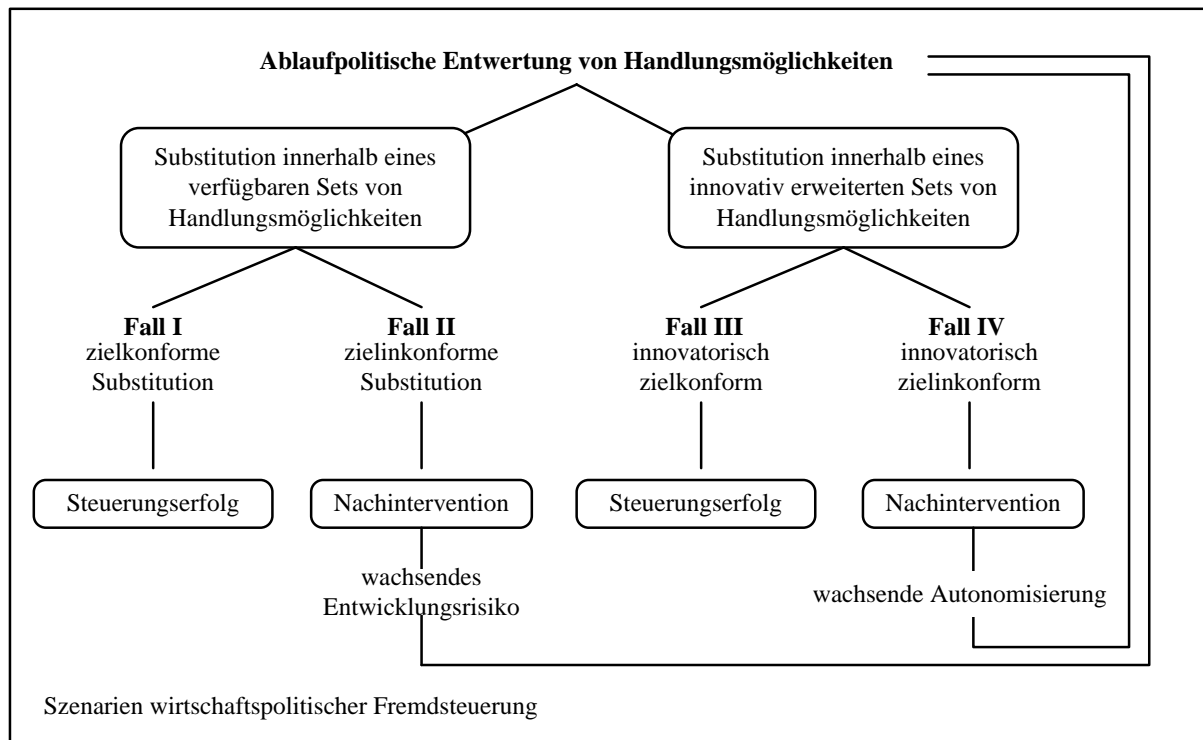 Ablaufpolitische Entwertung von Handlungsmöglichkeiten
Substitution innerhalb eines
verfügbaren Sets von
Handlungsmöglichkeiten
Substitution innerhalb eines
innovativ erweiterten Sets von
Handlungsmöglichkeiten
Fall I
zielkonforme
Substitution
Fall II
zielinkonforme
Substitution
Fall III
innovatorisch
zielkonform
Fall IV
innovatorisch
zielinkonform
Steuerungserfolg
Nachintervention
Steuerungserfolg
Nachintervention
wachsendes
Entwicklungsrisiko
wachsende Autonomisierung
Szenarien wirtschaftspolitischer Fremdsteuerung